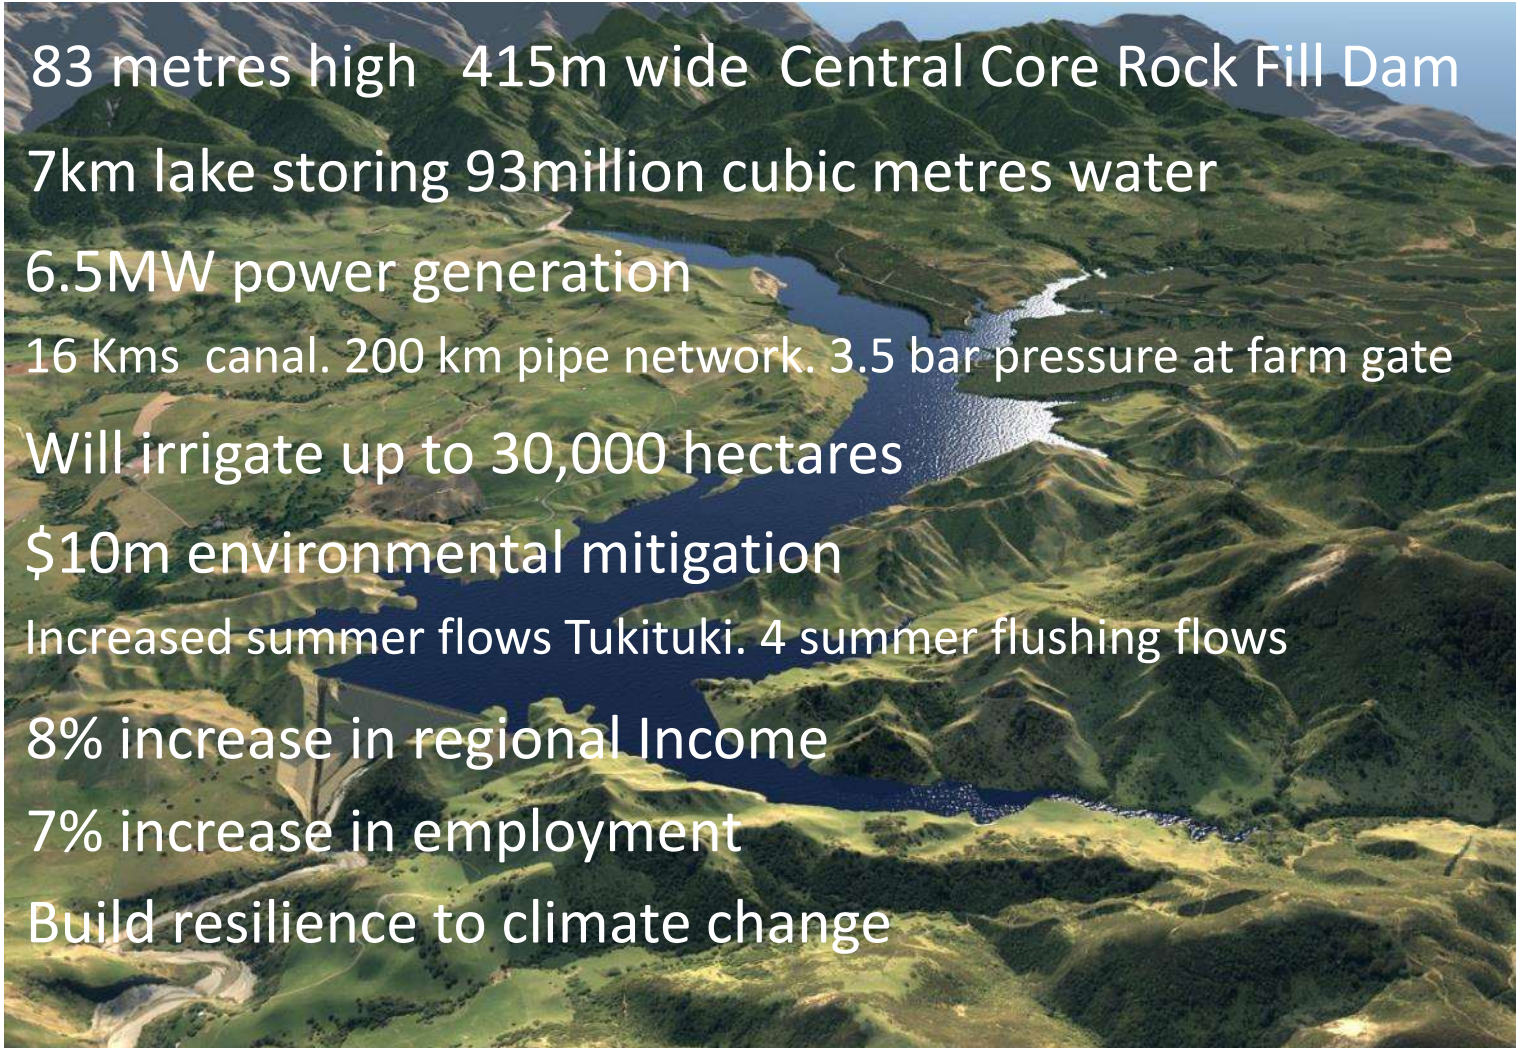 83 metres high 415m wide Central Core Rock Fill Dam
7km lake storing 93million cubic metres water
6.5MW power generation
16 Kms canal. 200 km pipe network. 3.5 bar pressure at farm gate
Will irrigate up to 30,000 hectares
$10m environmental mitigation
Increased summer flows Tukituki. 4 summer flushing flows
8% increase in regional Income
7% increase in employment
Build resilience to climate change